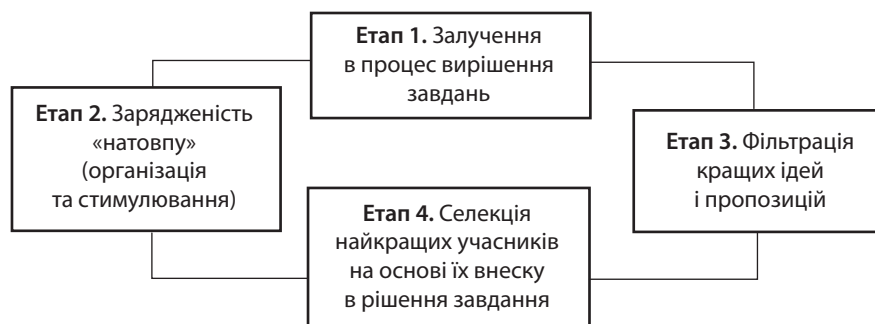 Етап 1. Залучення
в процес вирішення
завдань
Етап 2. Зарядженість
«натовпу»
(організація
та стимулювання)
Етап 3. Фільтрація
кращих ідей
і пропозицій
Етап 4. Селекція
найкращих учасників
на основі їх внеску
в рішення завдання